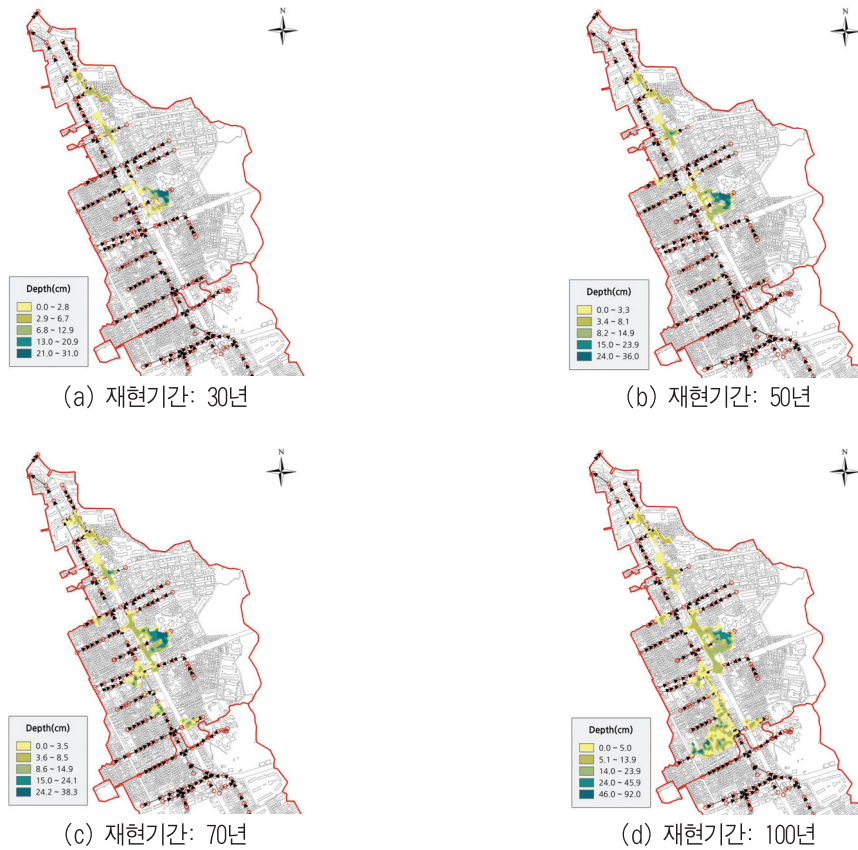 N
Depth(cm)
0.0 ~ 2.8
2.9 ~ 6.7
6.8 ~ 12.9
13.0 ~ 20.9
21.0 ~ 31.0
(a) 재현기간: 30년
N
Depth(cm)
0.0 ~ 3.3
3.4 ~ 8.1
8.2 ~ 14.9
15.0 ~ 23.9
24.0 ~ 36.0
(b) 재현기간: 50년
N
Depth(cm)
0.0 ~ 3.5
3.6 ~ 8.5
8.6 ~ 14.9
15.0 ~ 24.1
24.2 ~ 38.3
(c) 재현기간: 70년
N
Depth(cm)
0.0 ~ 5.0
5.1 ~ 13.9
14.0 ~ 23.9
24.0 ~ 45.9
46.0 ~ 92.0
(d) 재현기간: 100년